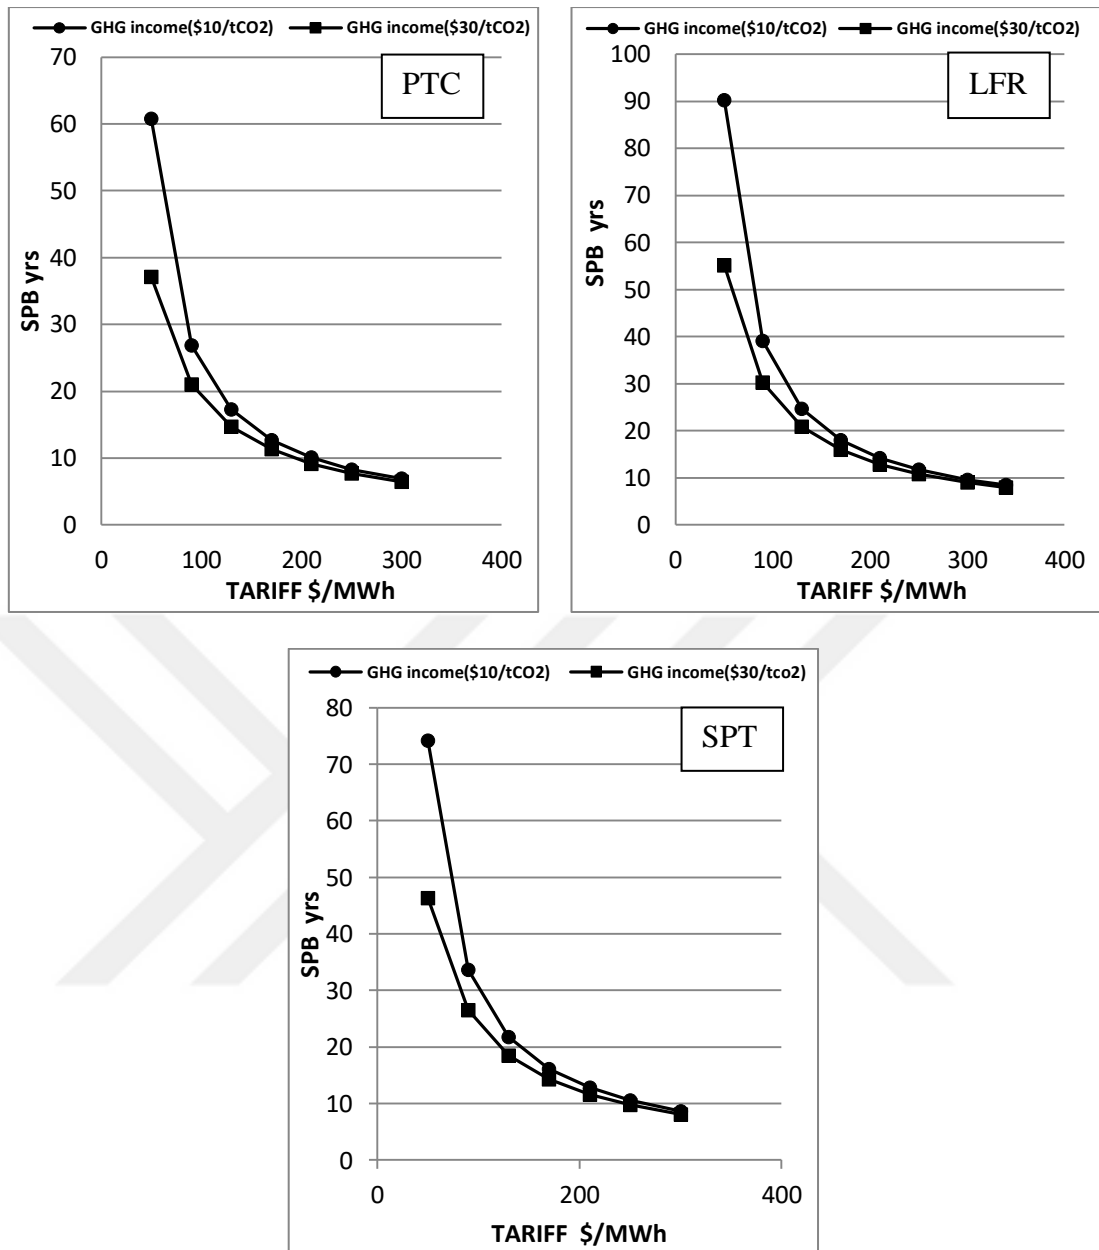 GHG income($10/tCO2) GHG income($30/tCO2)
PTC
70
60
50
40
30
20
10
0
SPB yrs
0 100 200 300 400
TARIFF $/MWh
GHG income($10/tCO2) GHG income($30/tCO2)
LFR
100
90
80
70
60
50
40
30
20
10
0
SPB yrs
0 100 200 300 400
TARIFF $/MWh
GHG income($10/tCO2) GHG income($30/tco2)
SPT
80
70
60
50
40
30
20
10
0
SPB yrs
0 200 400
TARIFF $/MWh